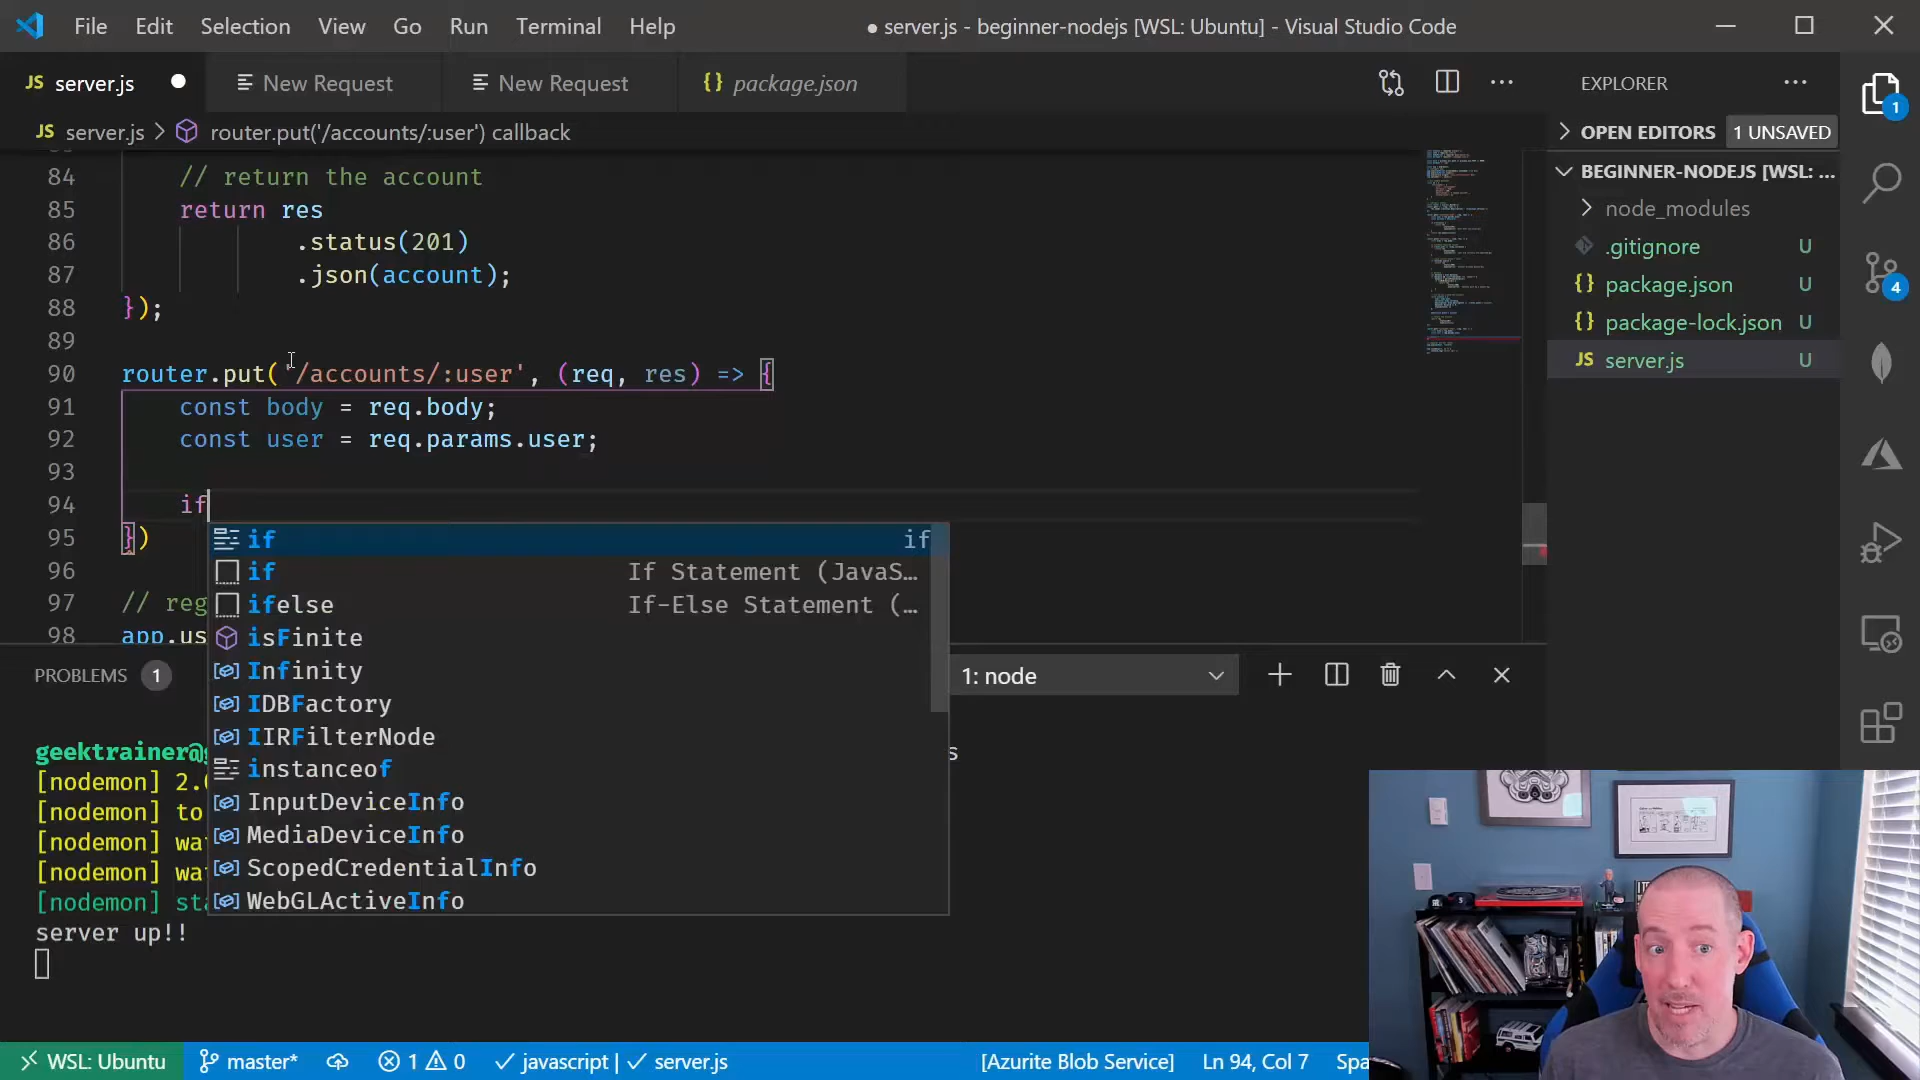 File Edit Selection View Go Run Terminal Help ● server.js - beginner-nodejs [WSL: Ubuntu] - Visual Studio Code
JS server.js ● New Request New Request {} package.json EXPLORER ...
JS server.js > router.put('/accounts/:user') callback
OPEN EDITORS 1 UNSAVED
BEGINNER-NODEJS [WSL: ...
node_modules
.gitignore U
{} package.json U
{} package-lock.json U
JS server.js U
1
4
84 // return the account
85 return res
86 .status(201)
87 .json(account);
88 });
89
90 router.put('/accounts/:user', (req, res) => {
91 const body = req.body;
92 const user = req.params.user;
93
94 if
95 })
96
97 // reg
98 app.us
if if
if If Statement (JavaS…
ifelse If-Else Statement (…
isFinite
Infinity
IDBFactory
IIRFilterNode
instanceof
InputDeviceInfo
MediaDeviceInfo
ScopedCredentialInfo
WebGLActiveInfo
PROBLEMS 1 1: node
geektrainer@ s
[nodemon] 2.
[nodemon] to
[nodemon] wa
[nodemon] wa
[nodemon] sta
server up!!
WSL: Ubuntu master* 1 0 javascript | server.js [Azurite Blob Service] Ln 94, Col 7 Spa